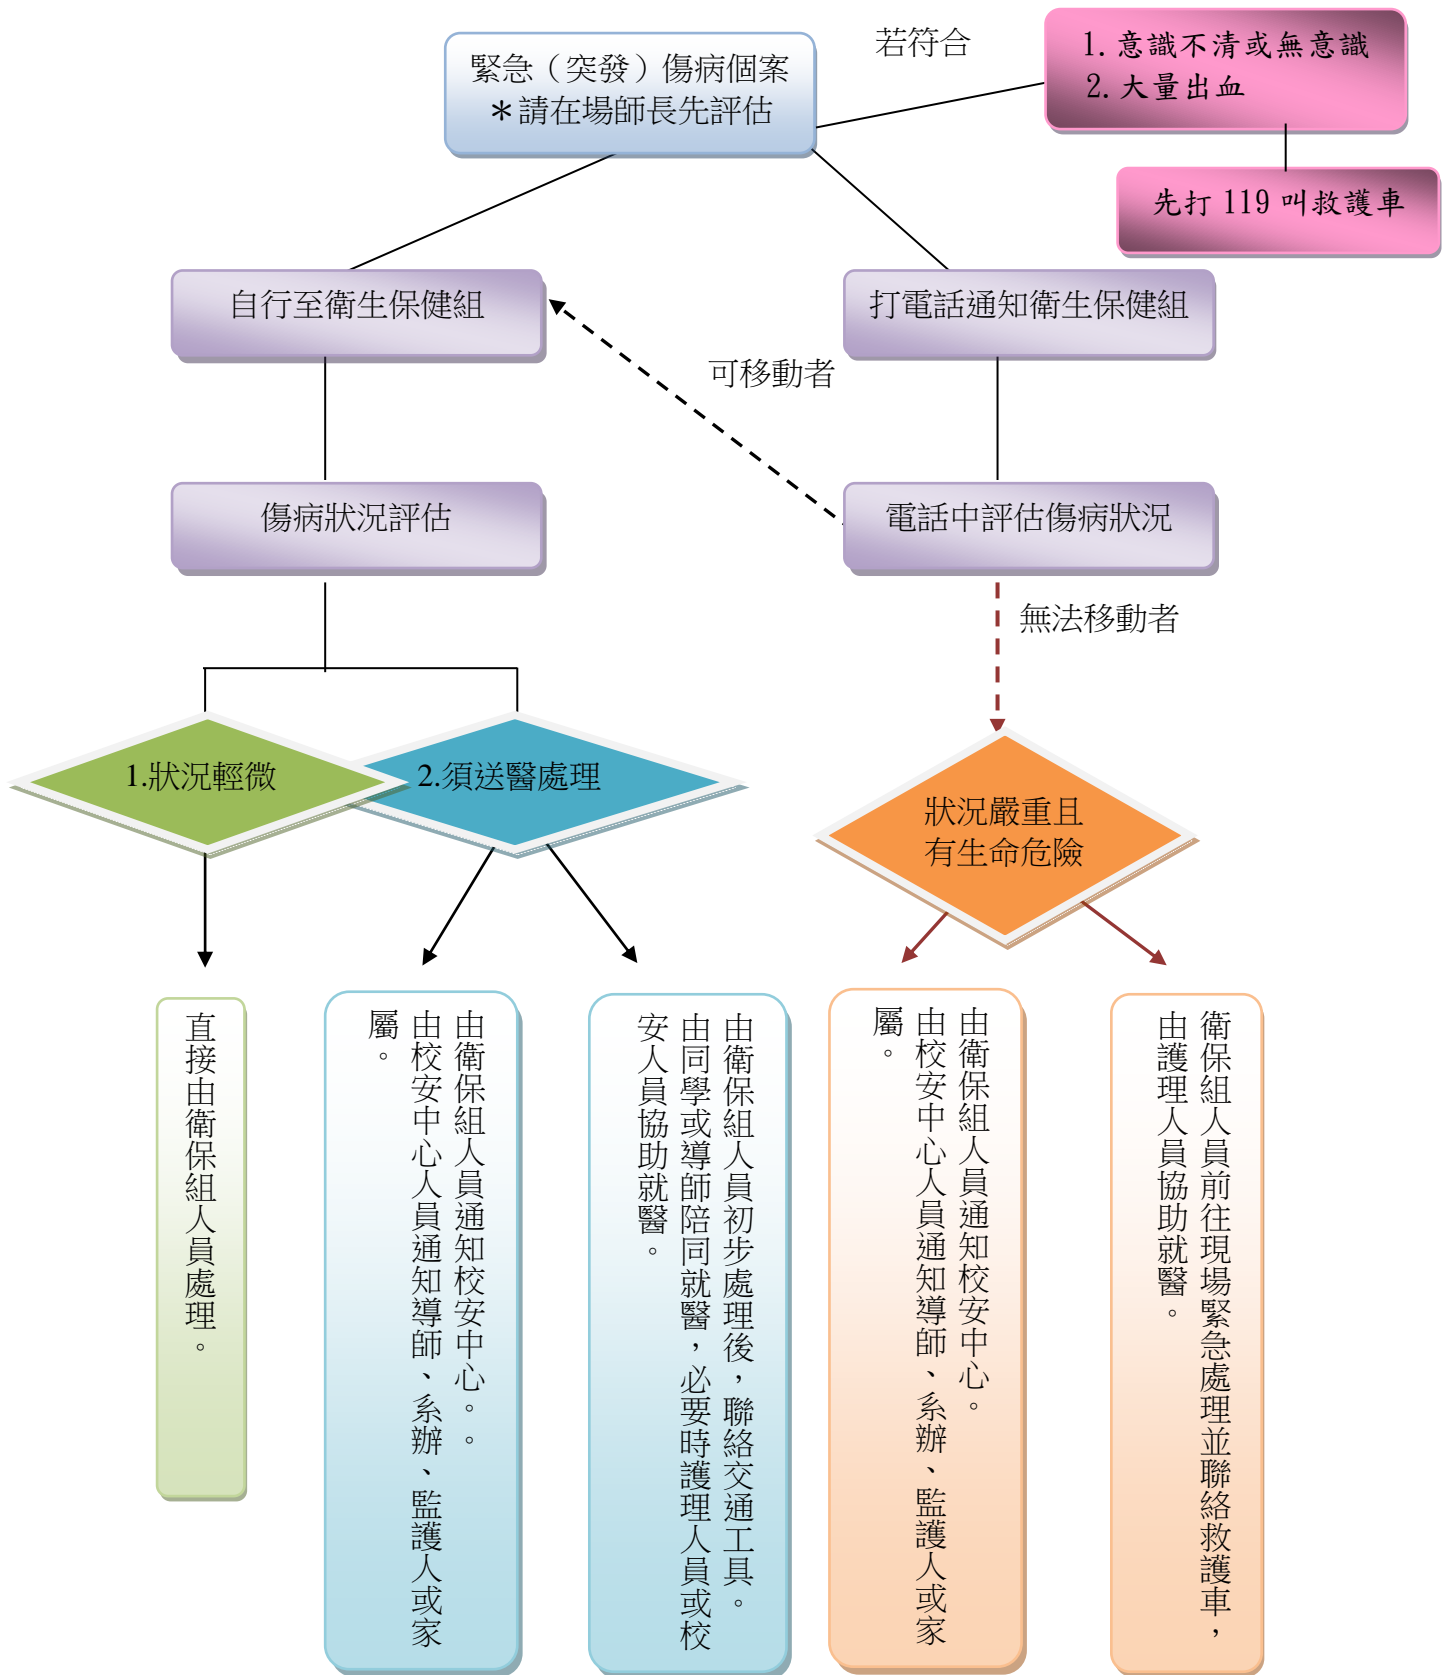 緊急（突發）傷病個案
＊請在場師長先評估
若符合
1.意識不清或無意識
2.大量出血
先打 119 叫救護車
自行至衛生保健組
打電話通知衛生保健組
可移動者
傷病狀況評估
電話中評估傷病狀況
無法移動者
1.狀況輕微
2.須送醫處理
狀況嚴重且
有生命危險
直接由衛保組人員處理。
由衛保組人員通知校安中心。。
由校安中心人員通知導師、系辦、監護人或家
屬。
由衛保組人員初步處理後，聯絡交通工具。
由同學或導師陪同就醫，必要時護理人員或校
安人員協助就醫。
由衛保組人員通知校安中心。
由校安中心人員通知導師、系辦、監護人或家
屬。
衛保組人員前往現場緊急處理並聯絡救護車，
由護理人員協助就醫。